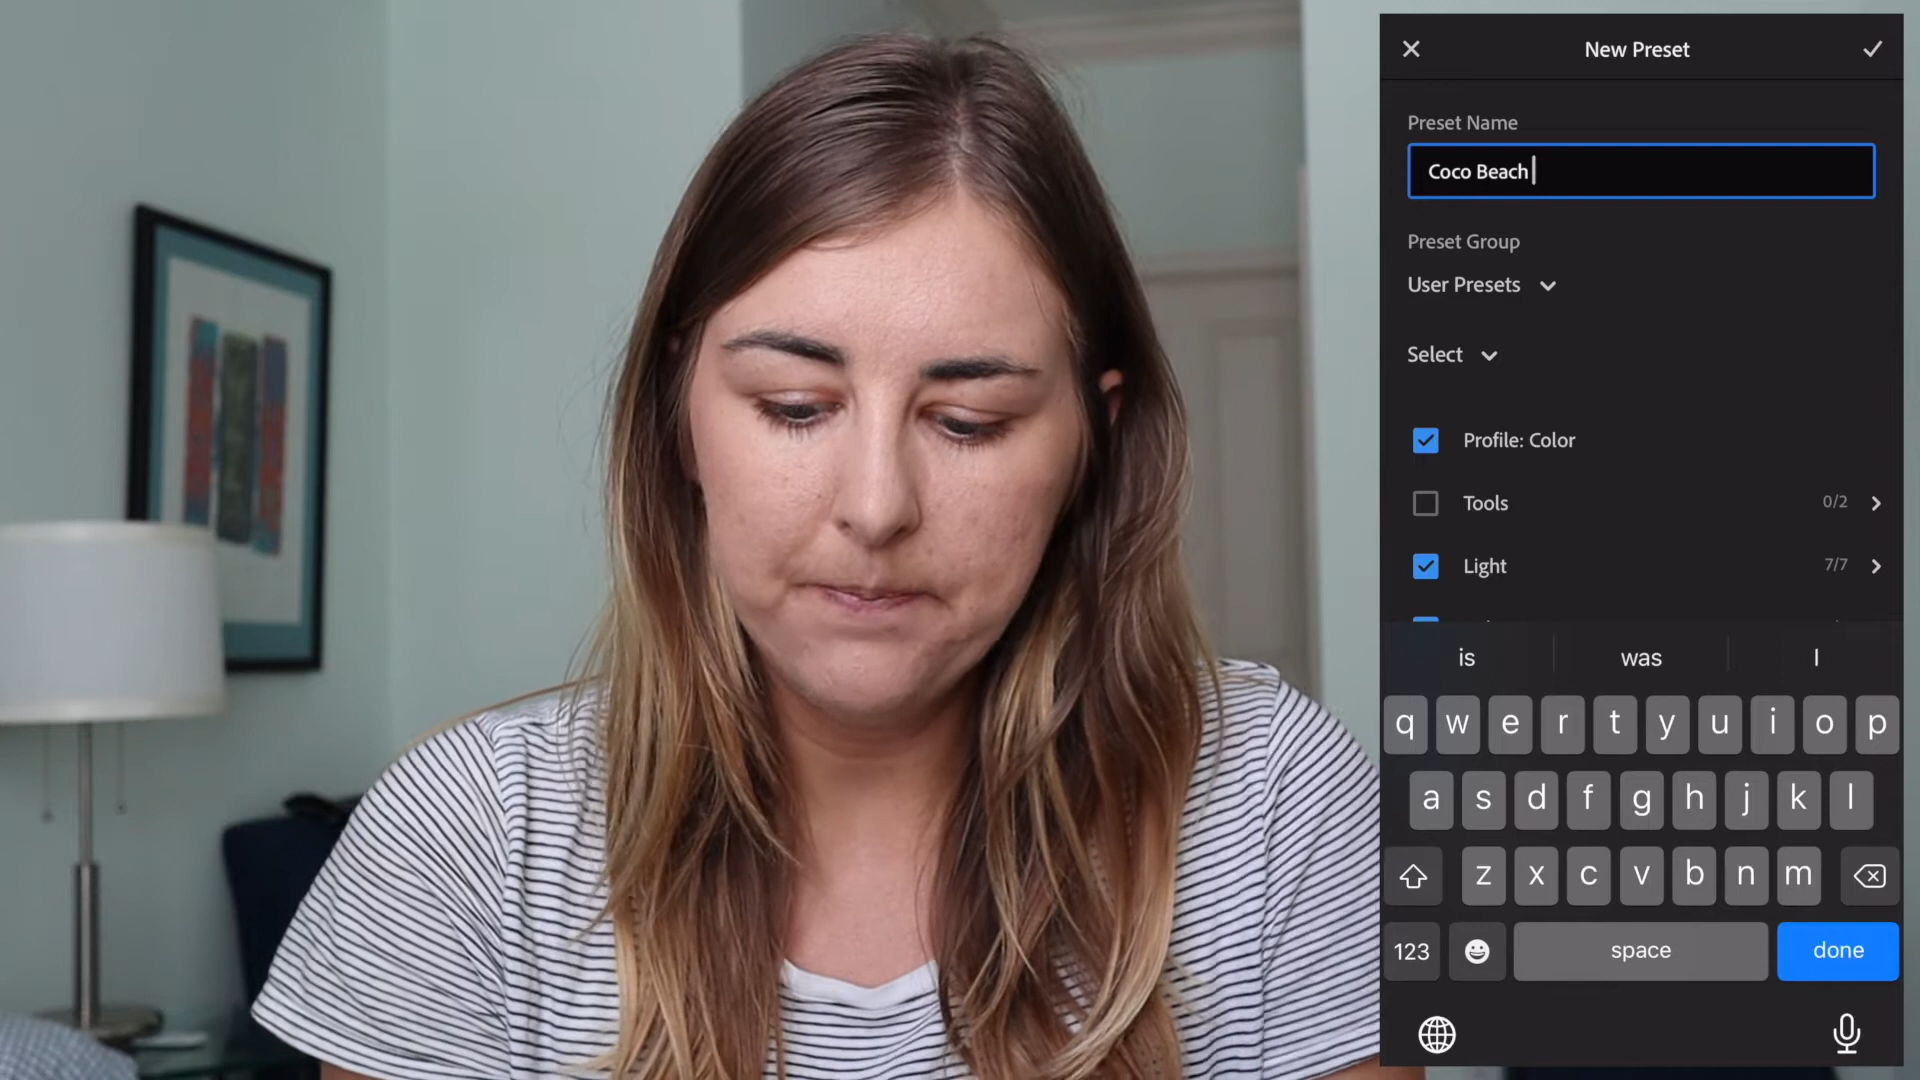 New Preset
Preset Name
Coco Beach
Preset Group
User Presets
Select
Profile: Color
Tools 0/2
Light 7/7
is was I
q w e r t y u i o p
a s d f g h j k l
z x c v b n m
123 space done